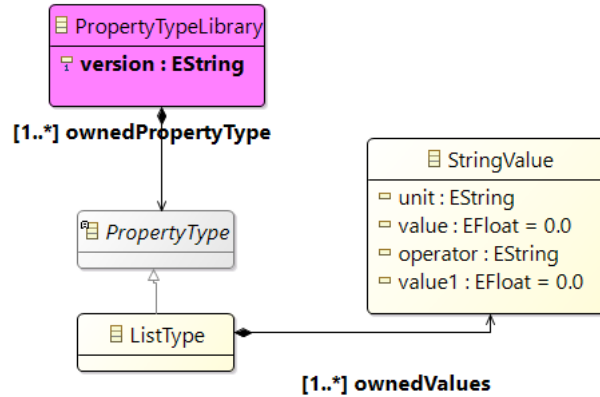 PropertyTypeLibrary
version : EString
[1..*] ownedPropertyType
StringValue
unit : EString
value : EFloat = 0.0
operator : EString
value1 : EFloat = 0.0
PropertyType
ListType
[1..*] ownedValues